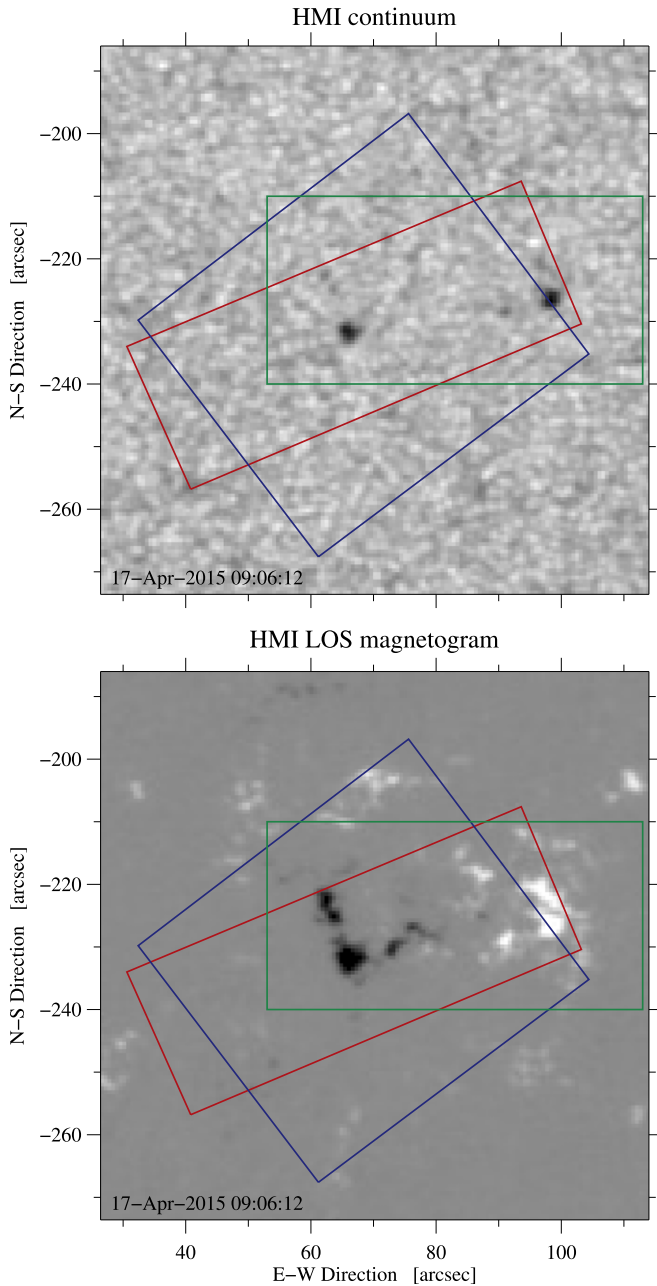 HMI continuum
−200
−220
−240
−260
N−S Direction [arcsec]
17−Apr−2015 09:06:12
HMI LOS magnetogram
−200
−220
−240
−260
N−S Direction [arcsec]
17−Apr−2015 09:06:12
40 60 80 100
E−W Direction [arcsec]